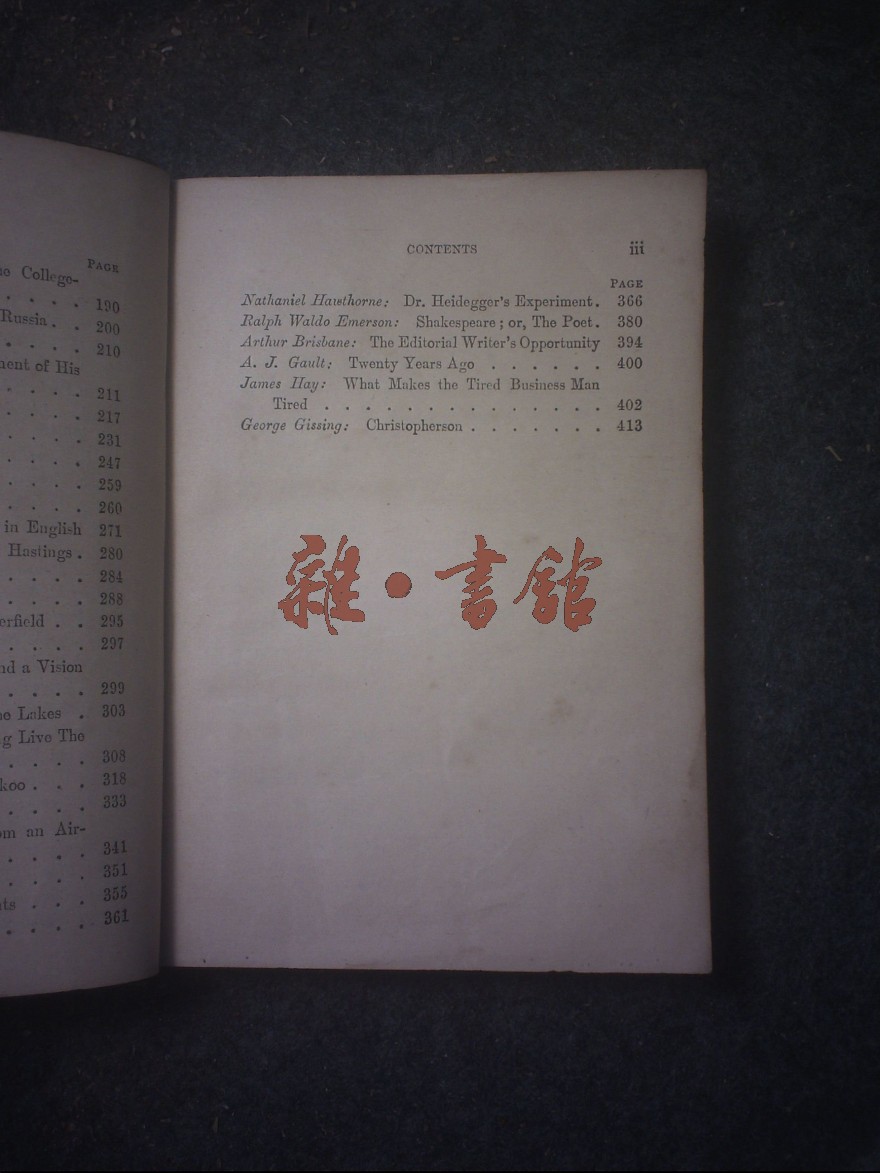 PAGE
College-
. . . . 190
Russia . . 200
. . . . 210
ment of His
. . . . 211
. . . . 217
. . . . 231
. . . . 247
. . . . 259
. . . . 260
in English 271
Hastings . 280
. . . . 284
. . . . 288
erfield . . 295
. . . . 297
nd a Vision
. . . . 299
Lakes . 303
g Live The
. . . . 308
koo . . . 318
. . . . 333
om an Air-
. . . . 341
. . . . 351
ts . . . 355
. . . . 361
CONTENTS iii
PAGE
Nathaniel Hawthorne: Dr. Heidegger's Experiment. 366
Ralph Waldo Emerson: Shakespeare; or, The Poet. 380
Arthur Brisbane: The Editorial Writer's Opportunity 394
A. J. Gault: Twenty Years Ago . . . . . . 400
James Hay: What Makes the Tired Business Man
Tired . . . . . . . . . . . . . . 402
George Gissing: Christopherson . . . . . . . 413
雜·書館